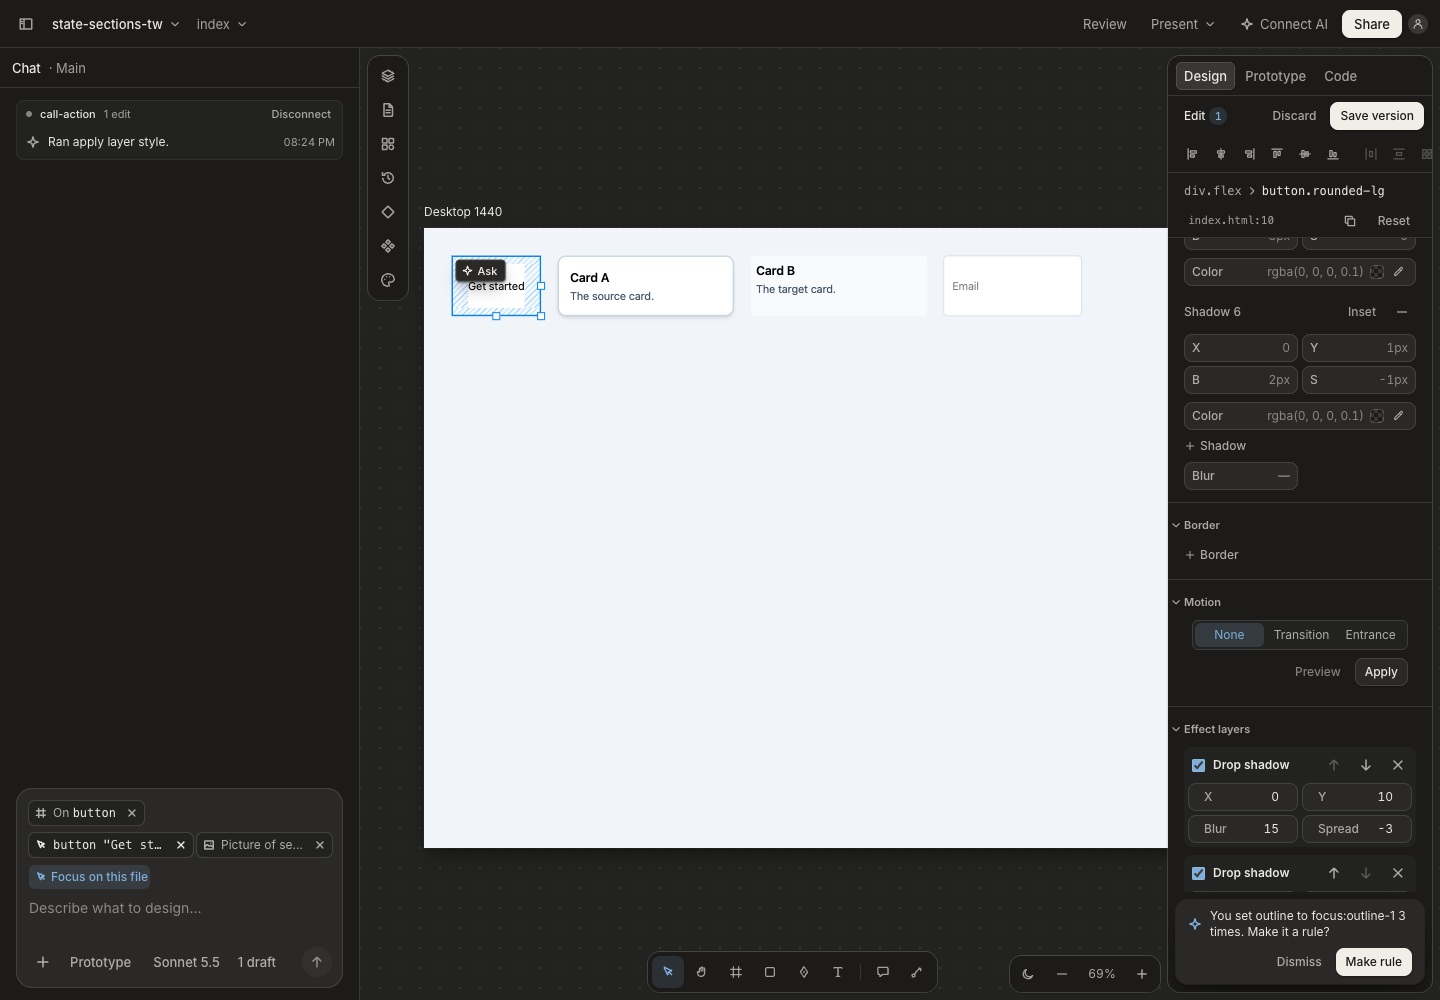 state-sections-tw
index
Review
Present
Connect AI
Share
Chat · Main
call-action 1 edit
Disconnect
Ran apply layer style.
08:24 PM
Desktop 1440
Ask
Get started
Card A
The source card.
Card B
The target card.
Email
Design
Prototype
Code
Edit 1
Discard
Save version
div.flex > button.rounded-lg
index.html:10
Reset
Color rgba(0, 0, 0, 0.1)
Shadow 6
Inset
X 0
Y 1px
B 2px
S -1px
Color rgba(0, 0, 0, 0.1)
+ Shadow
Blur —
Border
+ Border
Motion
None
Transition
Entrance
Preview
Apply
Effect layers
Drop shadow
X 0
Y 10
Blur 15
Spread -3
Drop shadow
You set outline to focus:outline-1 3
times. Make it a rule?
Dismiss
Make rule
On button
button "Get st…
Picture of se...
Focus on this file
Describe what to design...
Prototype
Sonnet 5.5
1 draft
69%